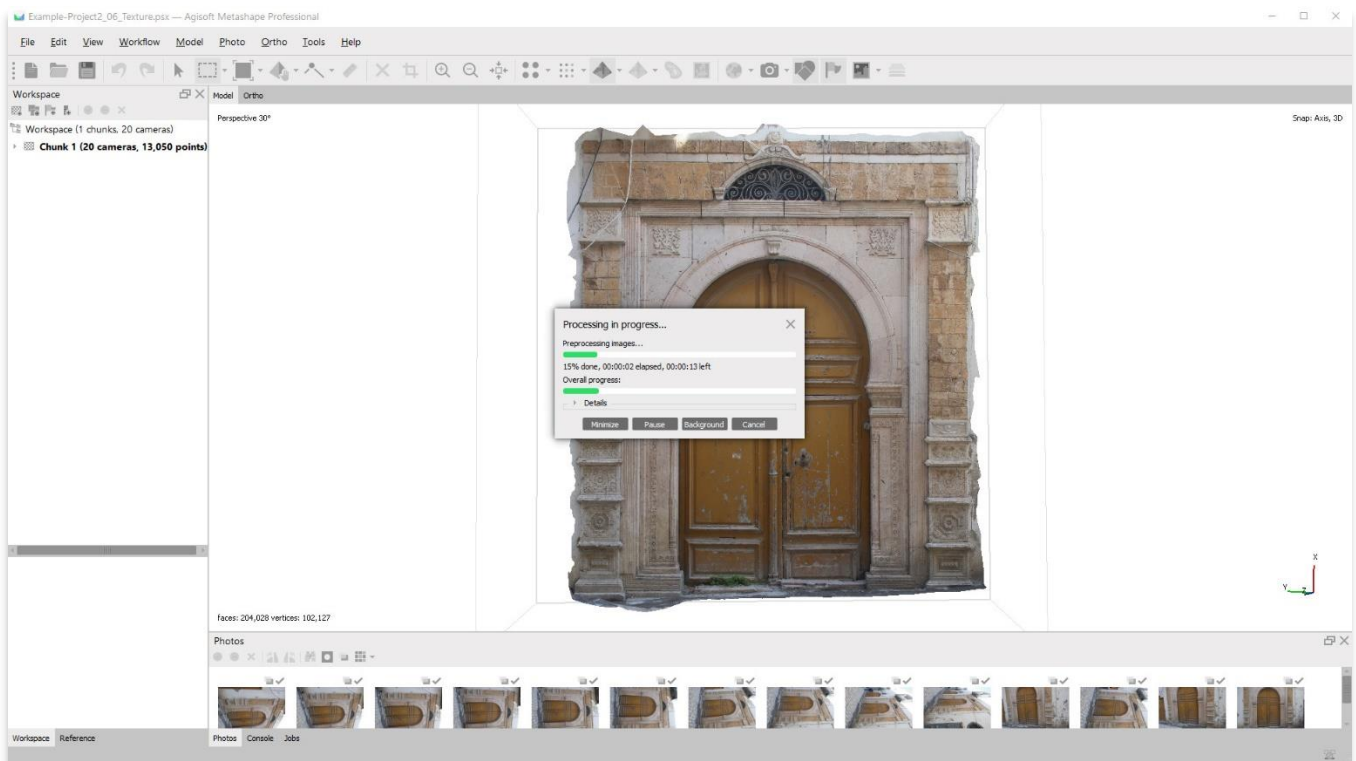 Example-Project2_06_Texture.psx — Agisoft Metashape Professional
File Edit View Workflow Model Photo Ortho Tools Help
Workspace
Model Ortho
Perspective 30°
Snap: Axis, 3D
Workspace (1 chunks, 20 cameras)
Chunk 1 (20 cameras, 13,050 points)
Processing in progress...
Preprocessing images...
15% done, 00:00:02 elapsed, 00:00:13 left
Overall progress:
Details
Minimize Pause Background Cancel
X
Y Z
faces: 204,028 vertices: 102,127
Photos
Workspace Reference
Photos Console Jobs